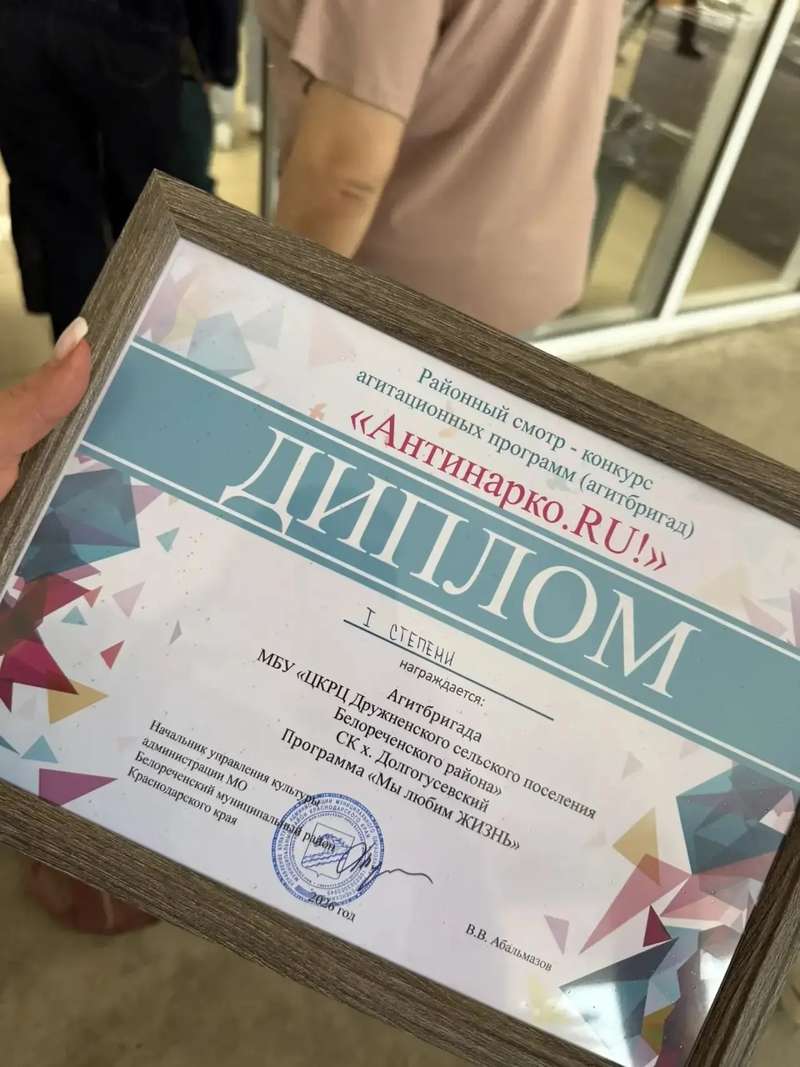 Районный смотр - конкурс
агитационных программ (агитбригад)
«Антинарко.RU!»
ДИПЛОМ
I СТЕПЕНИ
награждается:
Агитбригада
МБУ «ЦКРЦ Дружненского сельского поселения
Белореченского района»
СК х. Долгогусевский
Программа «Мы любим ЖИЗНЬ»
Начальник управления культуры
администрации МО
Белореченский муниципальный район
Краснодарского края
В.В. Абальмазов
2026 год